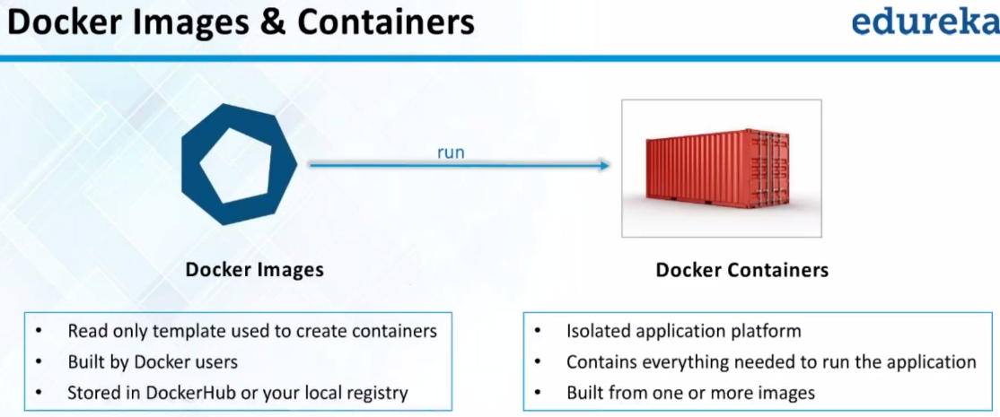 Docker Images & Containers
edureka
run
Docker Images
Docker Containers
• Read only template used to create containers
• Built by Docker users
• Stored in DockerHub or your local registry
• Isolated application platform
• Contains everything needed to run the application
• Built from one or more images